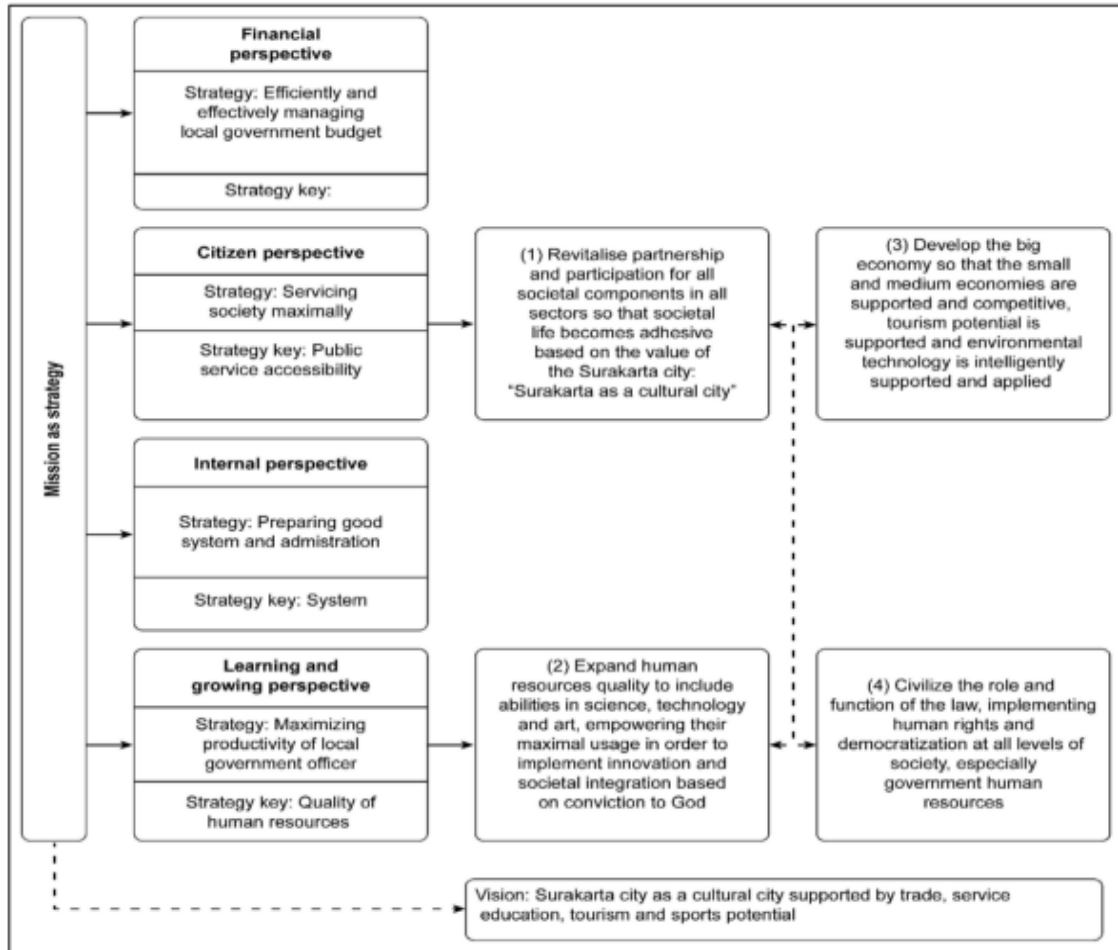 Mission as strategy
Financial
perspective
Strategy: Efficiently and
effectively managing
local government budget
Strategy key:
Citizen perspective
Strategy: Servicing
society maximally
Strategy key: Public
service accessibility
(1) Revitalise partnership
and participation for all
societal components in all
sectors so that societal
life becomes adhesive
based on the value of
the Surakarta city:
“Surakarta as a cultural city”
(3) Develop the big
economy so that the small
and medium economies are
supported and competitive,
tourism potential is
supported and environmental
technology is intelligently
supported and applied
Internal perspective
Strategy: Preparing good
system and admistration
Strategy key: System
Learning and
growing perspective
Strategy: Maximizing
productivity of local
government officer
Strategy key: Quality of
human resources
(2) Expand human
resources quality to include
abilities in science, technology
and art, empowering their
maximal usage in order to
implement innovation and
societal integration based
on conviction to God
(4) Civilize the role and
function of the law, implementing
human rights and
democratization at all levels of
society, especially
government human
resources
Vision: Surakarta city as a cultural city supported by trade, service
education, tourism and sports potential